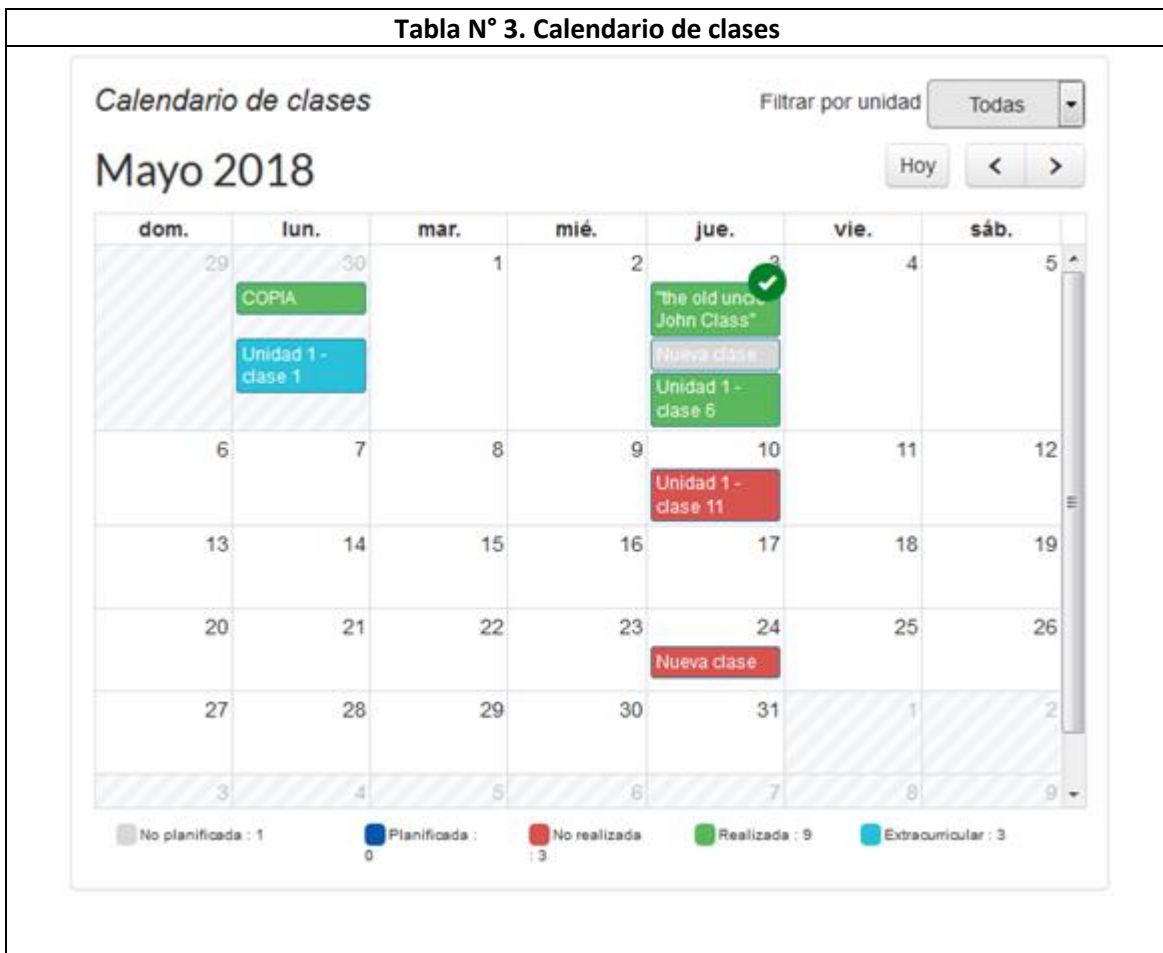 Tabla N° 3. Calendario de clases
Calendario de clases
Filtrar por unidad
Todas
Mayo 2018
Hoy
dom. lun. mar. mié. jue. vie. sáb.
29 30 1 2 3 4 5
COPIA
Unidad 1 -
clase 1
"the old uncle
John Class"
Nueva clase
Unidad 1 -
clase 6
6 7 8 9 10 11 12
Unidad 1 -
clase 11
13 14 15 16 17 18 19
20 21 22 23 24 25 26
Nueva clase
27 28 29 30 31 1 2
3 4 5 6 7 8 9
No planificada : 1
Planificada :
0
No realizada
: 3
Realizada : 9
Extracurricular : 3